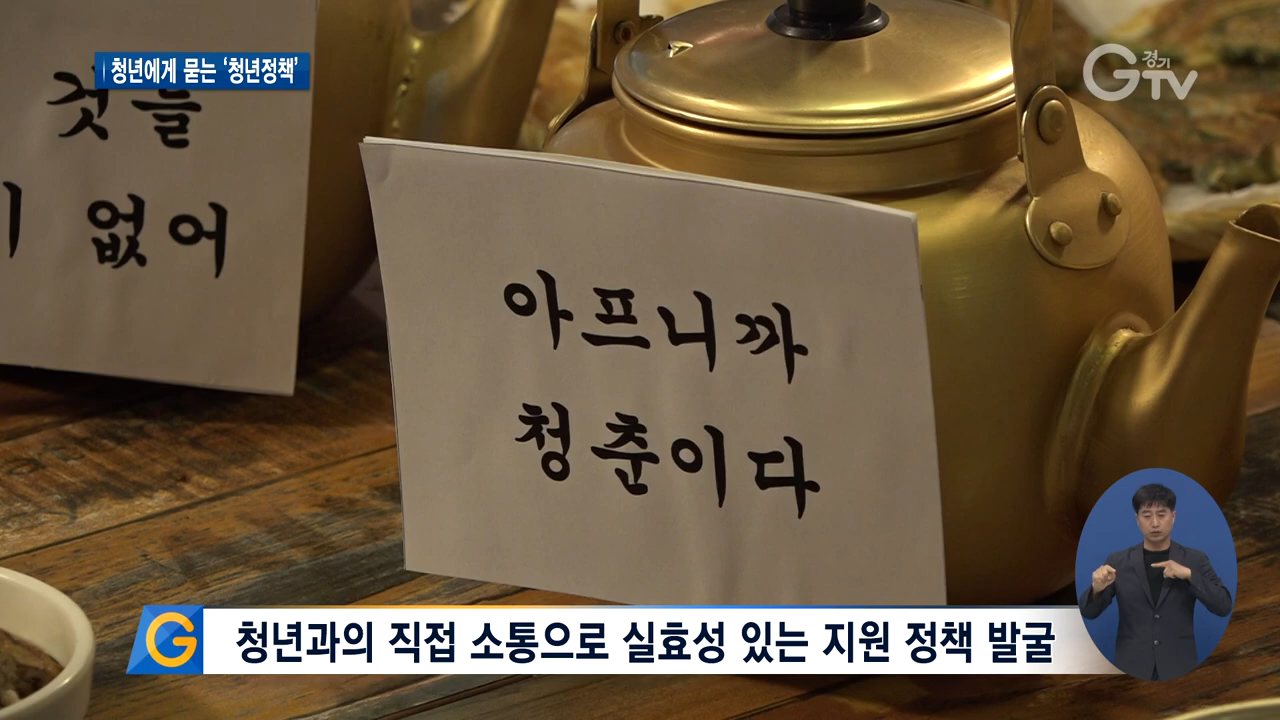 청년에게 묻는 '청년정책'
G 경기 TV
것들
없어
아프니까
청춘이다
G 청년과의 직접 소통으로 실효성 있는 지원 정책 발굴